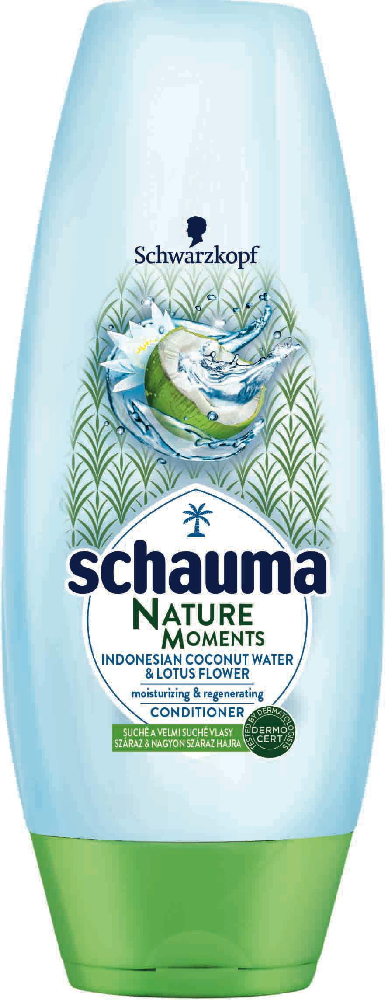 Schwarzkopf
schauma
NATURE
MOMENTS
INDONESIAN COCONUT WATER
& LOTUS FLOWER
moisturizing & regenerating
CONDITIONER
SUCHÉ A VELMI SUCHÉ VLASY
SZÁRAZ & NAGYON SZÁRAZ HAJRA
TESTED BY DERMATOLOGISTS
DERMO
CERT